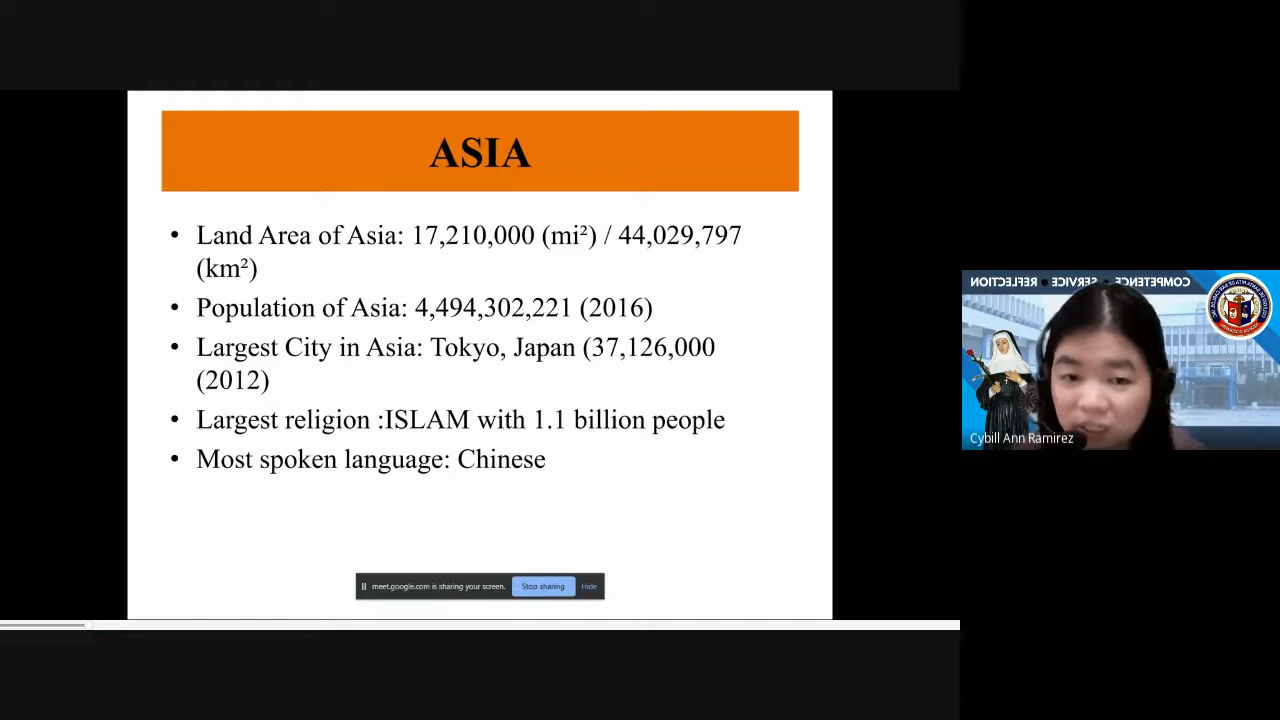 ASIA
• Land Area of Asia: 17,210,000 (mi²) / 44,029,797
(km²)
• Population of Asia: 4,494,302,221 (2016)
• Largest City in Asia: Tokyo, Japan (37,126,000
(2012)
• Largest religion :ISLAM with 1.1 billion people
• Most spoken language: Chinese
meet.google.com is sharing your screen. Stop sharing Hide
REFLECTION • SERVICE • COMPETENCE
Cybill Ann Ramirez